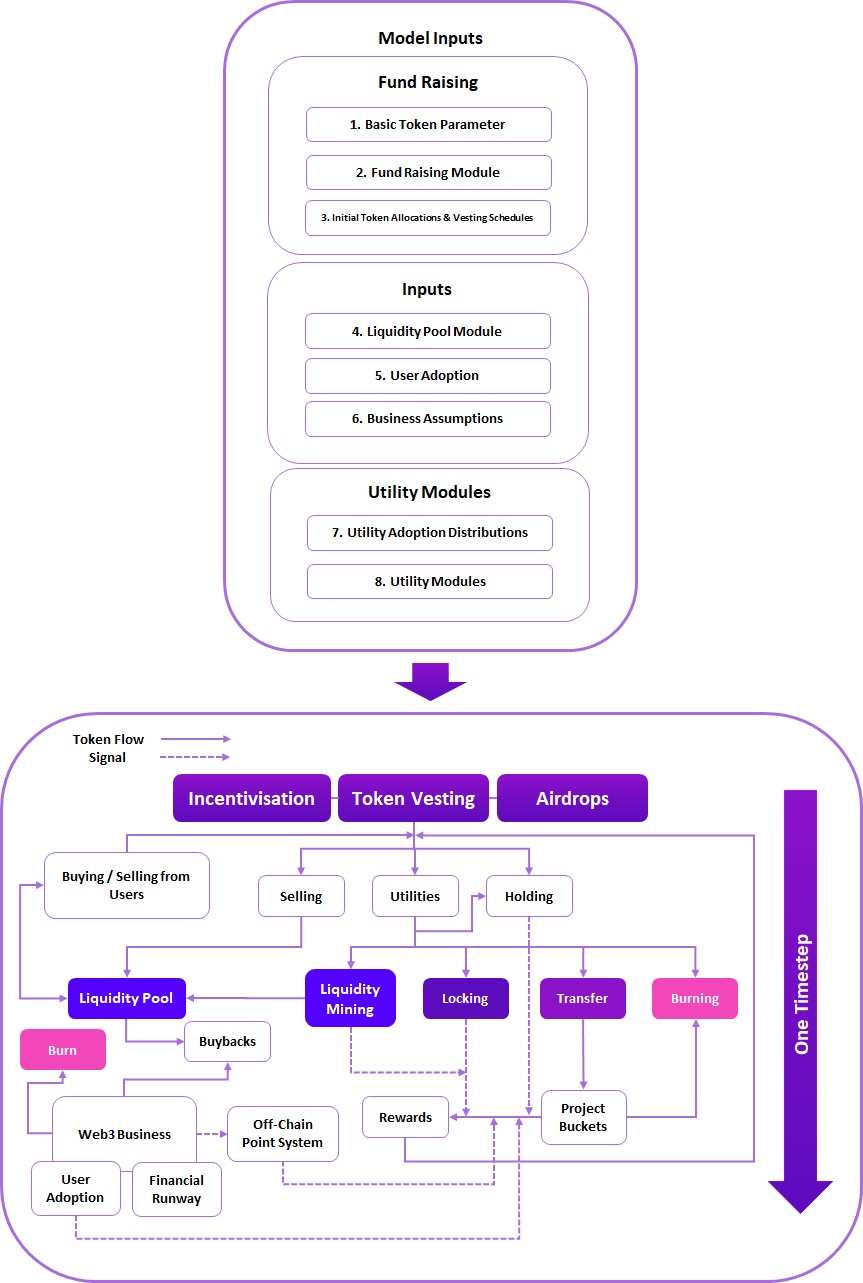 Model Inputs
Fund Raising
1. Basic Token Parameter
2. Fund Raising Module
3. Initial Token Allocations & Vesting Schedules
Inputs
4. Liquidity Pool Module
5. User Adoption
6. Business Assumptions
Utility Modules
7. Utility Adoption Distributions
8. Utility Modules
Token Flow
Signal
Incentivisation
Token Vesting
Airdrops
Buying / Selling from
Users
Selling
Utilities
Holding
Liquidity Pool
Liquidity
Mining
Locking
Transfer
Burning
One Timestep
Burn
Buybacks
Web3 Business
Off-Chain
Point System
Rewards
Project
Buckets
User
Adoption
Financial
Runway